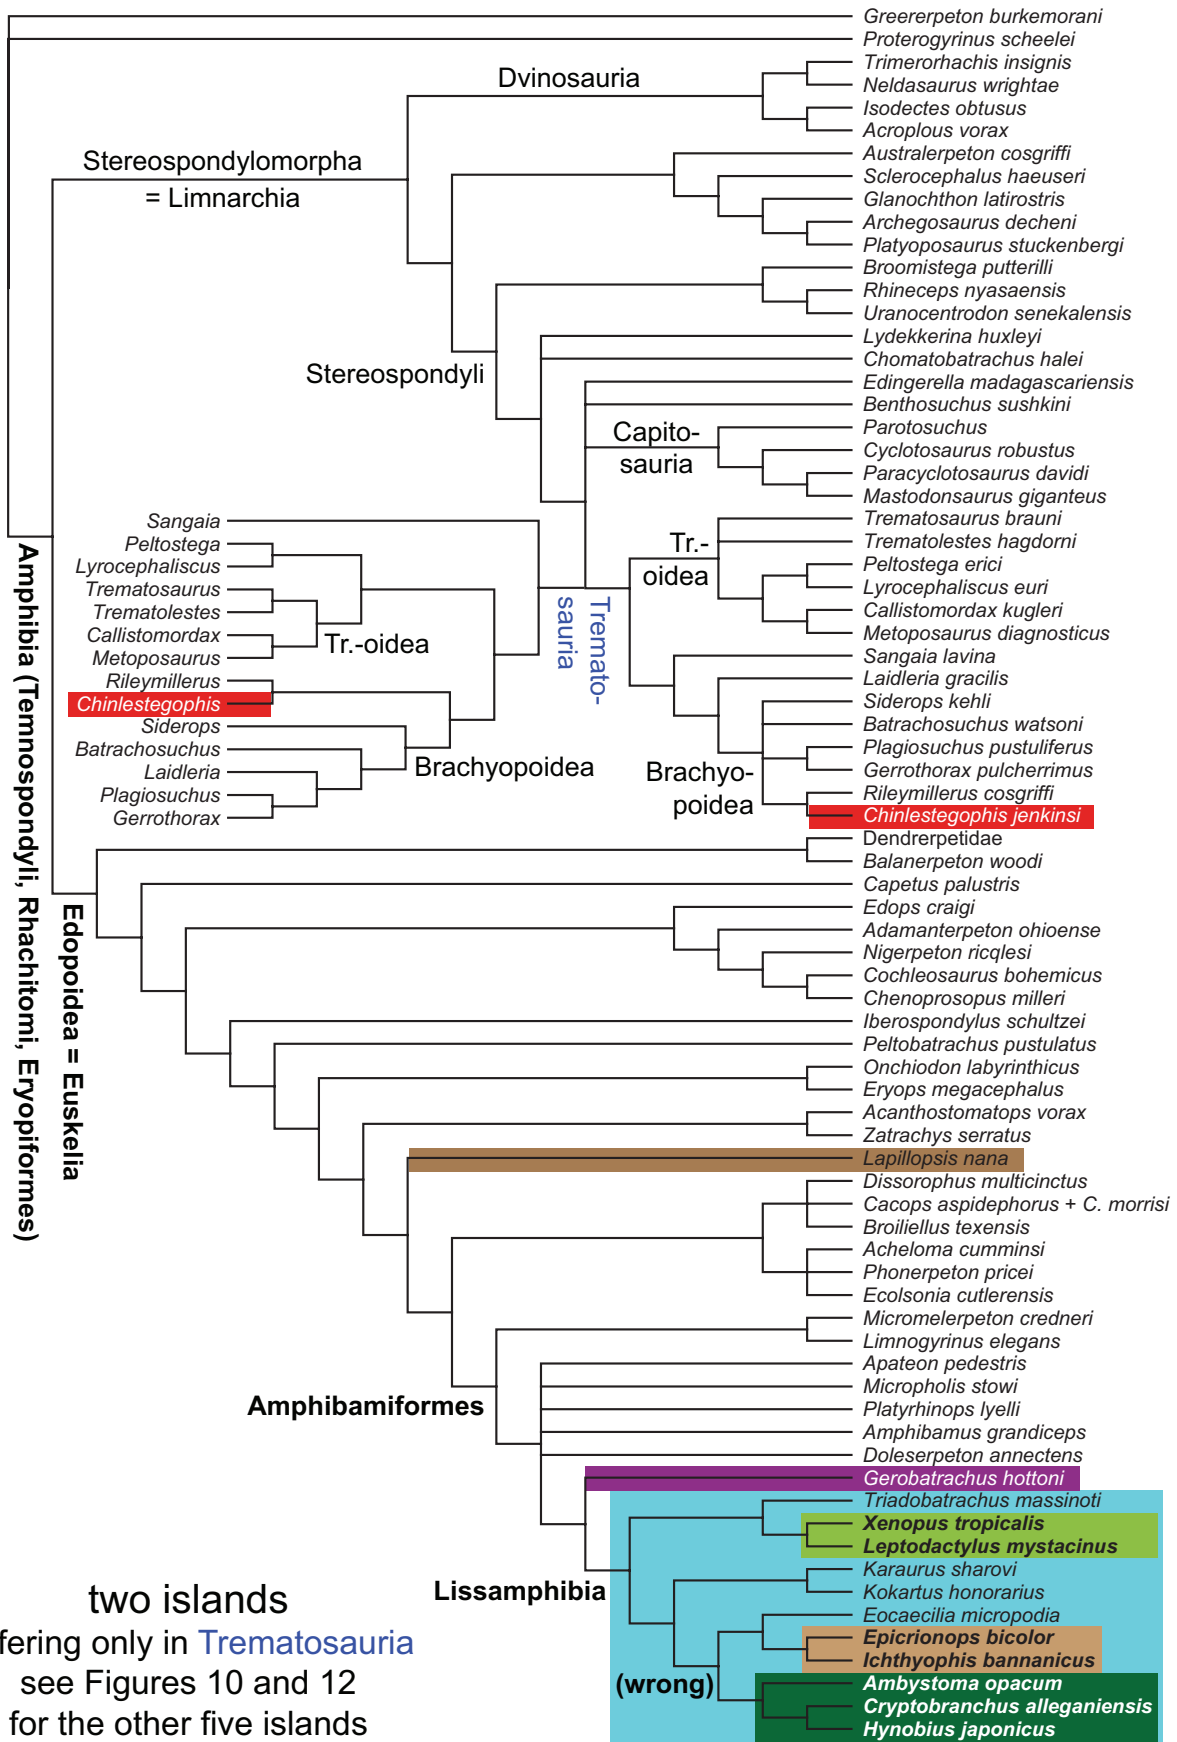 Greererpeton burkemorani
Proterogyrinus scheelei
Trimerorhachis insignis
Dvinosauria
Neldasaurus wrightae
Isodectes obtusus
Acroplous vorax
Stereospondylomorpha
= Limnarchia
Australerpeton cosgriffi
Sclerocephalus haeuseri
Glanochthon latirostris
Archegosaurus decheni
Platyoposaurus stuckenbergi
Broomistega putterilli
Rhineceps nyasaensis
Uranocentrodon senekalensis
Lydekkerina huxleyi
Chomatobatrachus halei
Stereospondyli
Edingerella madagascariensis
Benthosuchus sushkini
Capito-
sauria
Parotosuchus
Cyclotosaurus robustus
Paracyclotosaurus davidi
Mastodonsaurus giganteus
Tr.-
oidea
Trematosaurus brauni
Trematolestes hagdorni
Peltostega erici
Lyrocephaliscus euri
Callistomordax kugleri
Metoposaurus diagnosticus
Sangaia lavina
Laidleria gracilis
Siderops kehli
Batrachosuchus watsoni
Plagiosuchus pustuliferus
Gerrothorax pulcherrimus
Brachyo-
poidea
Rileymillerus cosgriffi
Chinlestegophis jenkinsi
Tremato-
sauria
Sangaia
Peltostega
Lyrocephaliscus
Trematosaurus
Trematolestes
Callistomordax
Metoposaurus
Tr.-oidea
Rileymillerus
Chinlestegophis
Siderops
Batrachosuchus
Laidleria
Plagiosuchus
Gerrothorax
Brachyopoidea
Amphibia (Temnospondyli, Rhachitomi, Eryopiformes)
Edopoidea = Euskelia
Dendrerpetidae
Balanerpeton woodi
Capetus palustris
Edops craigi
Adamanterpeton ohioense
Nigerpeton ricqlesi
Cochleosaurus bohemicus
Chenoprosopus milleri
Iberospondylus schultzei
Peltobatrachus pustulatus
Onchiodon labyrinthicus
Eryops megacephalus
Acanthostomatops vorax
Zatrachys serratus
Lapillopsis nana
Dissorophus multicinctus
Cacops aspidephorus + C. morrisi
Broiliellus texensis
Acheloma cumminsi
Phonerpeton pricei
Ecolsonia cutlerensis
Micromelerpeton credneri
Limnogyrinus elegans
Amphibamiformes
Apateon pedestris
Micropholis stowi
Platyrhinops lyelli
Amphibamus grandiceps
Doleserpeton annectens
Gerobatrachus hottoni
Triadobatrachus massinoti
Xenopus tropicalis
Leptodactylus mystacinus
Lissamphibia
Karaurus sharovi
Kokartus honorarius
Eocaecilia micropodia
Epicrionops bicolor
Ichthyophis bannanicus
(wrong)
Ambystoma opacum
Cryptobranchus alleganiensis
Hynobius japonicus
two islands
fering only in Trematosauria
see Figures 10 and 12
for the other five islands